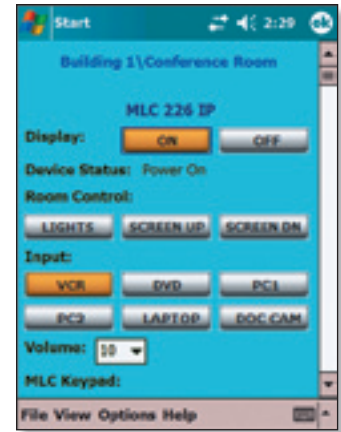 Start 2:29 ok
Building 1\Conference Room
MLC 226 IP
Display: ON OFF
Device Status: Power On
Room Control:
LIGHTS SCREEN UP SCREEN DN
Input:
VCR DVD PC1
PC2 LAPTOP DOC CAM
Volume: 10
MLC Keypad:
File View Options Help